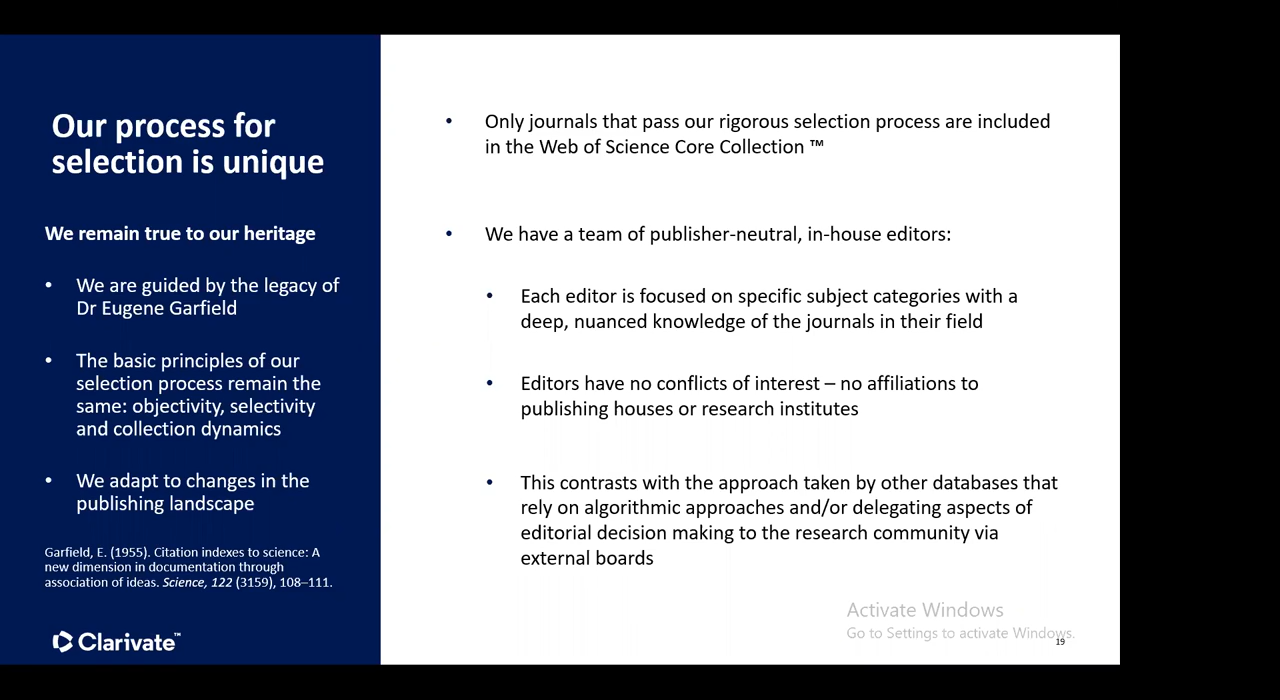 Our process for
selection is unique
We remain true to our heritage
• We are guided by the legacy of
Dr Eugene Garfield
• The basic principles of our
selection process remain the
same: objectivity, selectivity
and collection dynamics
• We adapt to changes in the
publishing landscape
Garfield, E. (1955). Citation indexes to science: A
new dimension in documentation through
association of ideas. Science, 122 (3159), 108–111.
Clarivate™
• Only journals that pass our rigorous selection process are included
in the Web of Science Core Collection ™
• We have a team of publisher-neutral, in-house editors:
• Each editor is focused on specific subject categories with a
deep, nuanced knowledge of the journals in their field
• Editors have no conflicts of interest – no affiliations to
publishing houses or research institutes
• This contrasts with the approach taken by other databases that
rely on algorithmic approaches and/or delegating aspects of
editorial decision making to the research community via
external boards
Activate Windows
Go to Settings to activate Windows.
19